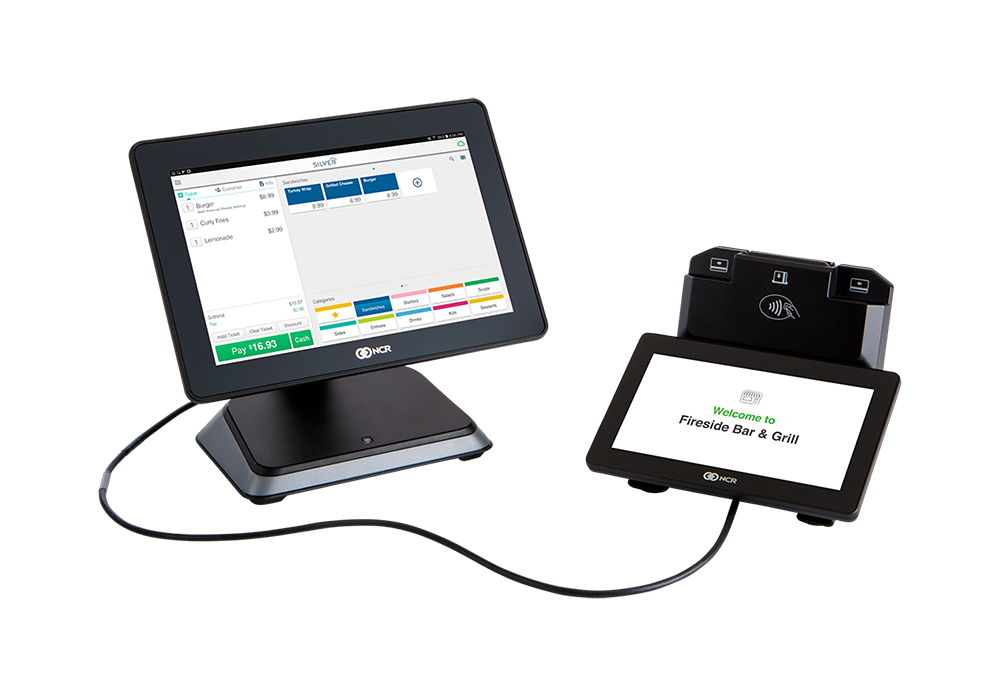 SILVER
Ticket
Customer
Info
1 Burger $8.99
1 Curly Fries $3.99
1 Lemonade $2.99
Subtotal $15.97
Tax $0.96
Hold Ticket
Clear Ticket
Discount
Pay $16.93
Cash
Sandwiches
Turkey Wrap
8.99
Grilled Cheese
6.99
Burger
8.99
Categories
Sandwiches
Starters
Salads
Soups
Sides
Entrees
Drinks
Kids
Desserts
NCR
Welcome to
Fireside Bar & Grill
NCR